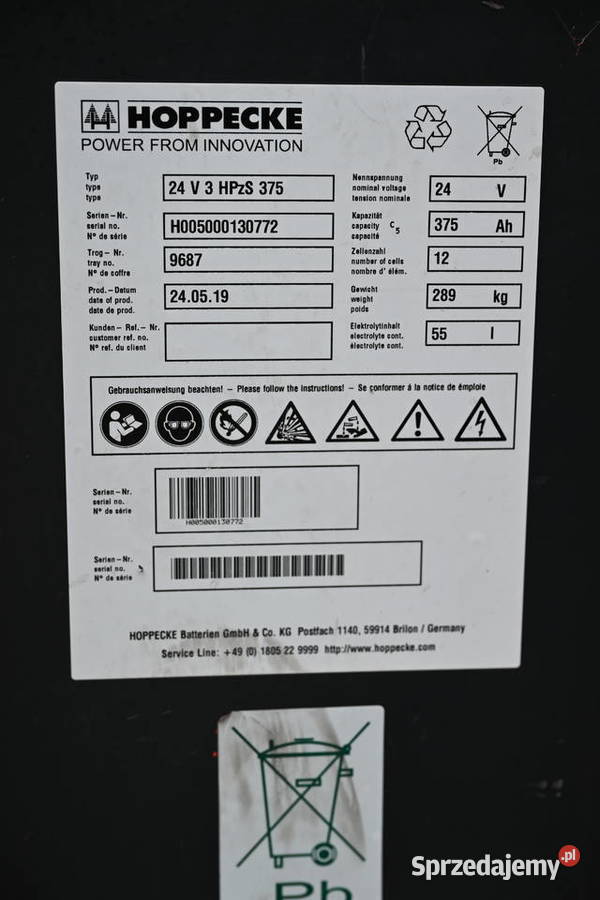 HOPPECKE
POWER FROM INNOVATION
Pb
Typ
type
type
24 V 3 HPzS 375
Nennspannung
nominal voltage
tension nominale
24 V
Serien-Nr.
serial no.
N° de série
H005000130772
Kapazität
capacity C5
capacité
375 Ah
Trog-Nr.
tray no.
N° de coffre
9687
Zellenzahl
number of cells
nombre d' élém.
12
Prod.-Datum
date of prod.
date de prod.
24.05.19
Gewicht
weight
poids
289 kg
Kunden-Ref.-Nr.
customer ref. no.
N° ref. du client
Elektrolytinhalt
electrolyte cont.
électrolyte cont.
55 l
Gebrauchsanweisung beachten! - Please follow the instructions! - Se conformer á la notice de émploie
Serien-Nr.
serial no.
N° de série
H005000130772
Serien-Nr.
serial no.
N° de série
HOPPECKE Batterien GmbH & Co. KG Postfach 1140, 59914 Brilon / Germany
Service Line: +49 (0) 1805 22 9999 http://www.hoppecke.com
Pb
Sprzedajemy.pl